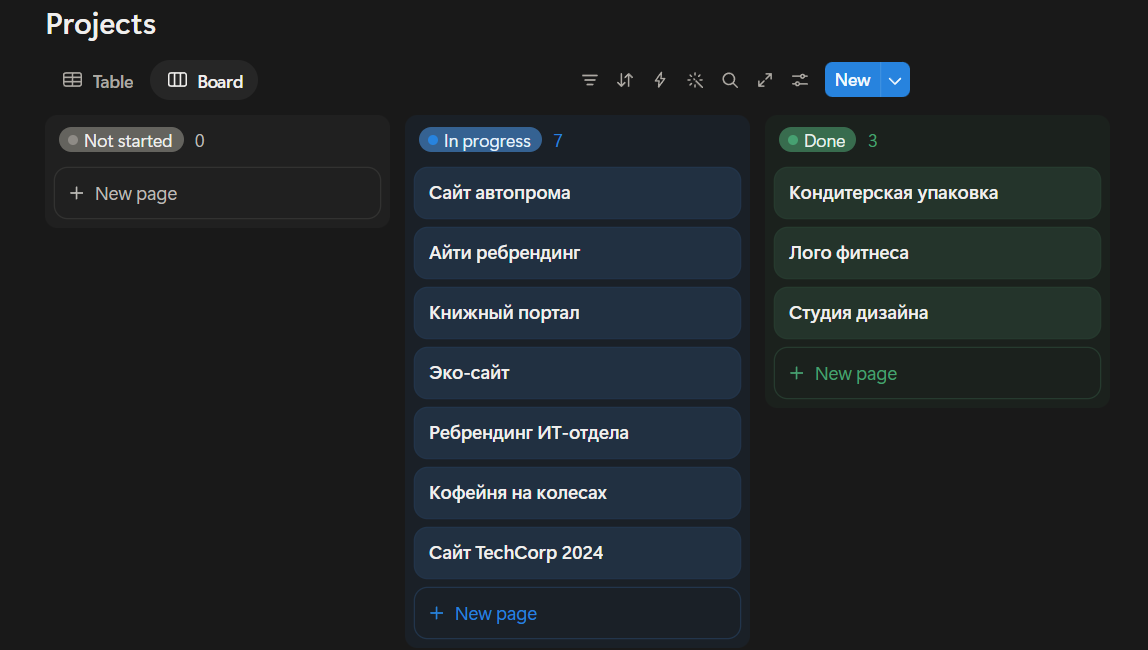 Projects
Table
Board
New
Not started 0
+ New page
In progress 7
Сайт автопрома
Айти ребрендинг
Книжный портал
Эко-сайт
Ребрендинг ИТ-отдела
Кофейня на колесах
Сайт TechCorp 2024
+ New page
Done 3
Кондитерская упаковка
Лого фитнеса
Студия дизайна
+ New page